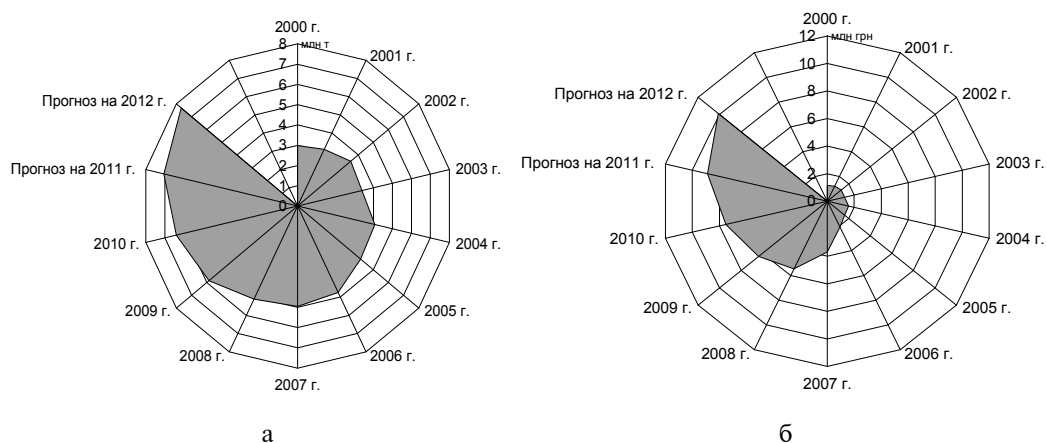 2000 г.
8 млн т
7
6
5
4
3
2
1
0
2001 г.
2002 г.
2003 г.
2004 г.
2005 г.
2006 г.
2007 г.
2008 г.
2009 г.
2010 г.
Прогноз на 2011 г.
Прогноз на 2012 г.
а
2000 г.
12 млн грн
10
8
6
4
2
0
2001 г.
2002 г.
2003 г.
2004 г.
2005 г.
2006 г.
2007 г.
2008 г.
2009 г.
2010 г.
Прогноз на 2011 г.
Прогноз на 2012 г.
б